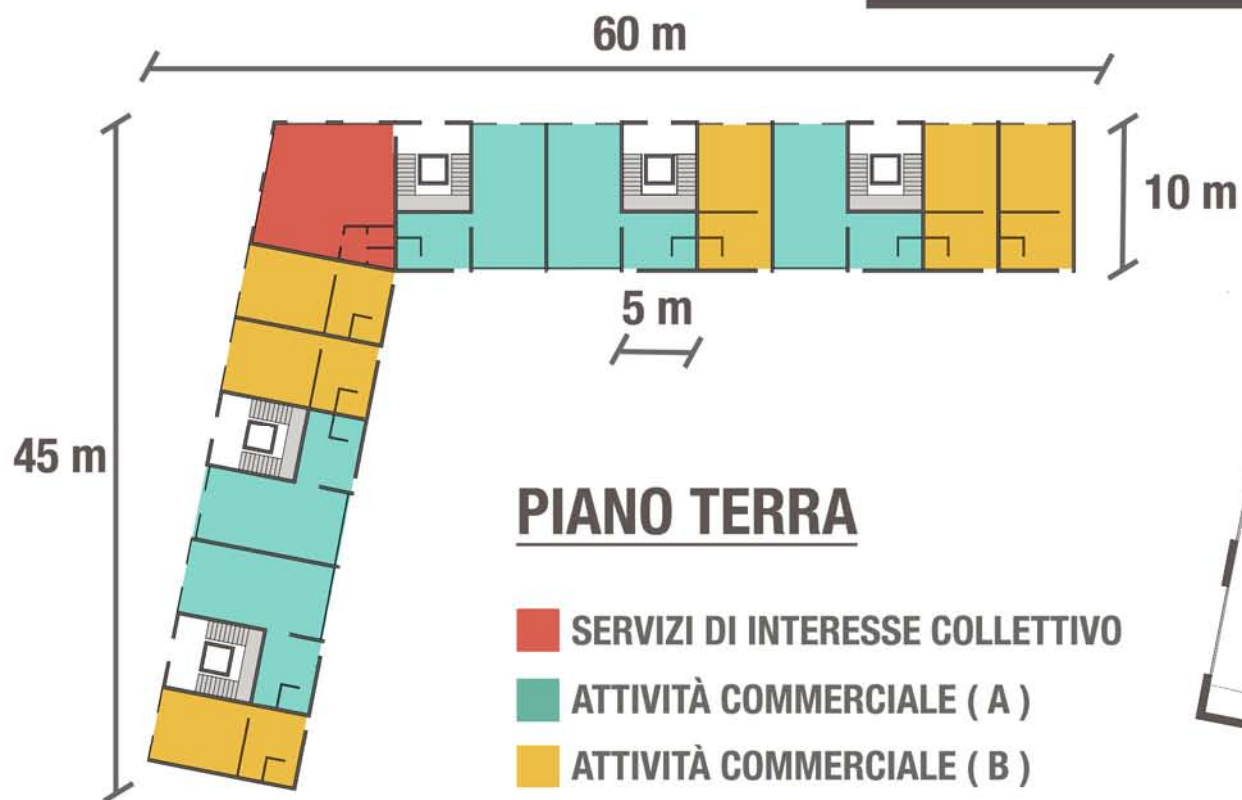 60 m
10 m
5 m
45 m
PIANO TERRA
SERVIZI DI INTERESSE COLLETTIVO
ATTIVITÀ COMMERCIALE ( A )
ATTIVITÀ COMMERCIALE ( B )